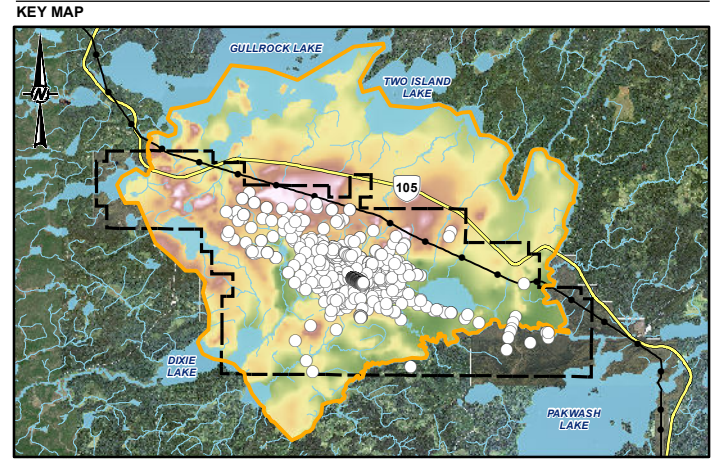 KEY MAP
GULLROCK LAKE
TWO ISLAND
LAKE
N
105
DIXIE
LAKE
PAKWASH
LAKE